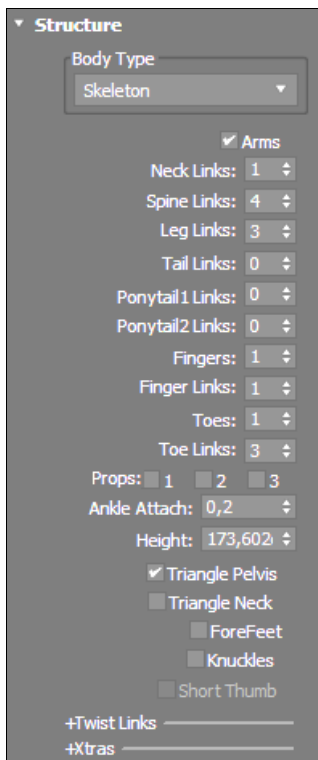 Structure
Body Type
Skeleton
Arms
Neck Links: 1
Spine Links: 4
Leg Links: 3
Tail Links: 0
Ponytail1 Links: 0
Ponytail2 Links: 0
Fingers: 1
Finger Links: 1
Toes: 1
Toe Links: 3
Props: 1 2 3
Ankle Attach: 0,2
Height: 173,602
Triangle Pelvis
Triangle Neck
ForeFeet
Knuckles
Short Thumb
+Twist Links
+Xtras